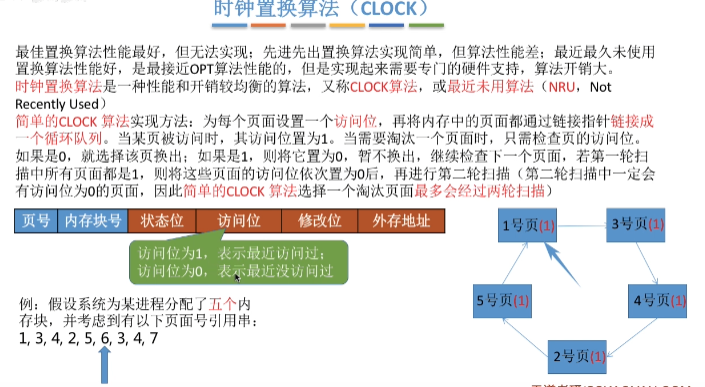 时钟置换算法（CLOCK）
最佳置换算法性能最好，但无法实现；先进先出置换算法实现简单，但算法性能差；最近最久未使用
置换算法性能好，是最接近OPT算法性能的，但是实现起来需要专门的硬件支持，算法开销大。
时钟置换算法是一种性能和开销较均衡的算法，又称CLOCK算法，或最近未用算法（NRU，Not
Recently Used）
简单的CLOCK 算法实现方法：为每个页面设置一个访问位，再将内存中的页面都通过链接指针链接成
一个循环队列。当某页被访问时，其访问位置为1。当需要淘汰一个页面时，只需检查页的访问位。
如果是0，就选择该页换出；如果是1，则将它置为0，暂不换出，继续检查下一个页面，若第一轮扫
描中所有页面都是1，则将这些页面的访问位依次置为0后，再进行第二轮扫描（第二轮扫描中一定会
有访问位为0的页面，因此简单的CLOCK 算法选择一个淘汰页面最多会经过两轮扫描）
页号 内存块号 状态位 访问位 修改位 外存地址
访问位为1，表示最近访问过；
访问位为0，表示最近没访问过
例：假设系统为某进程分配了五个内
存块，并考虑到有以下页面号引用串：
1, 3, 4, 2, 5, 6, 3, 4, 7
1号页(1)
3号页(1)
5号页(1)
4号页(1)
2号页(1)